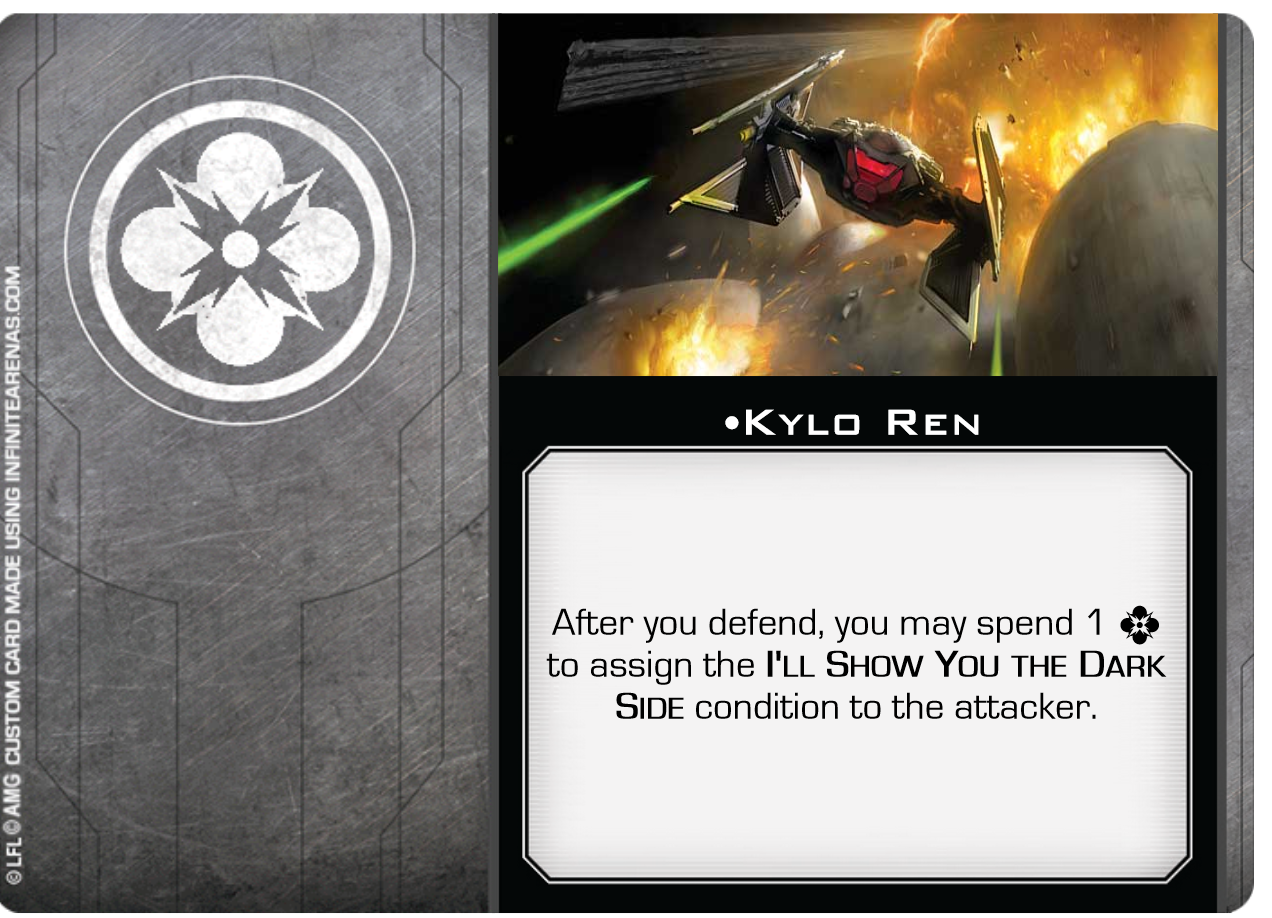 •Kylo Ren
After you defend, you may spend 1
to assign the I'll Show You the Dark
Side condition to the attacker.
©LFL ©AMG CUSTOM CARD MADE USING INFINITEARENAS.COM